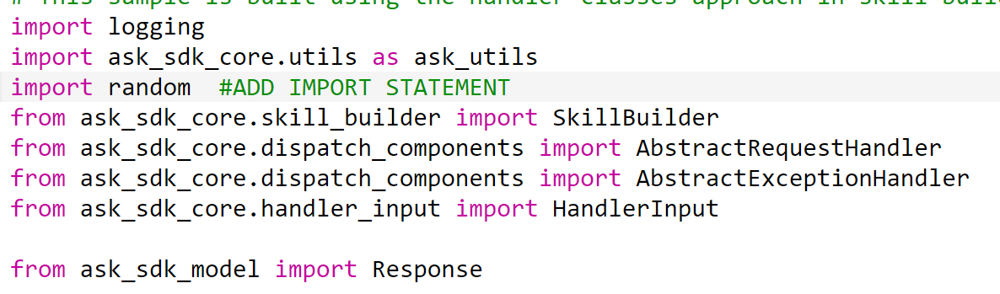 # This sample is built using the handler classes approach in skill buil
import logging
import ask_sdk_core.utils as ask_utils
import random  #ADD IMPORT STATEMENT
from ask_sdk_core.skill_builder import SkillBuilder
from ask_sdk_core.dispatch_components import AbstractRequestHandler
from ask_sdk_core.dispatch_components import AbstractExceptionHandler
from ask_sdk_core.handler_input import HandlerInput
from ask_sdk_model import Response